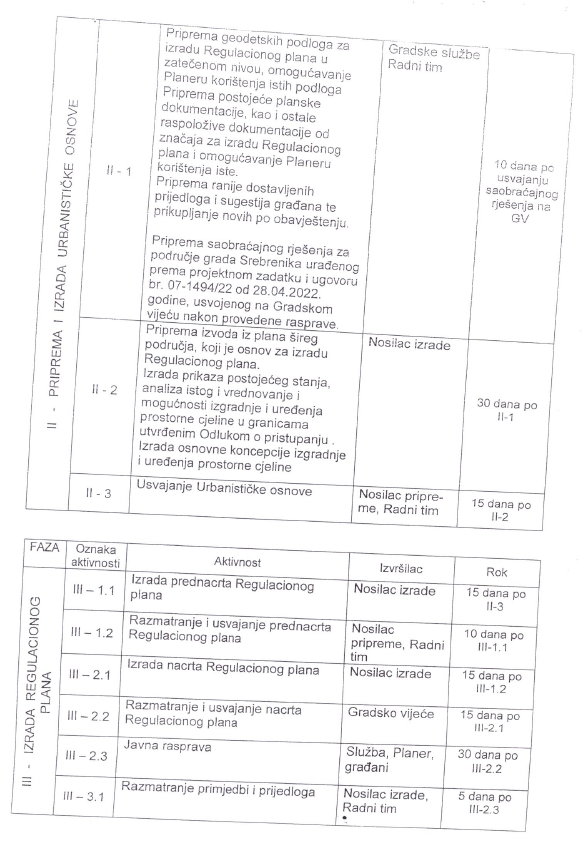 II - PRIPREMA I IZRADA URBANISTIČKE OSNOVE
II - 1
Priprema geodetskih podloga za
izradu Regulacionog plana u
zatečenom nivou, omogućavanje
Planeru korištenja istih podloga
Priprema postojeće planske
dokumentacije, kao i ostale
raspoložive dokumentacije od
značaja za izradu Regulacionog
plana i omogućavanje Planeru
korištenja iste.
Priprema ranije dostavljenih
prijedloga i sugestija građana te
prikupljanje novih po obavještenju.
Priprema saobraćajnog rješenja za
područje grada Srebrenika urađenog
prema projektnom zadatku i ugovoru
br. 07-1494/22 od 28.04.2022.
godine, usvojenog na Gradskom
vijeću nakon provedene rasprave.
Gradske službe
Radni tim
10 dana po
usvajanju
saobraćajnog
rješenja na
GV
II - 2
Priprema izvoda iz plana šireg
područja, koji je osnov za izradu
Regulacionog plana.
Izrada prikaza postojećeg stanja,
analiza istog i vrednovanje i
mogućnosti izgradnje i uređenja
prostorne cjeline u granicama
utvrđenim Odlukom o pristupanju .
Izrada osnovne koncepcije izgradnje
i uređenja prostorne cjeline
Nosilac izrade
30 dana po
II-1
II - 3
Usvajanje Urbanističke osnove
Nosilac pripre-
me, Radni tim
15 dana po
II-2
FAZA
Oznaka
aktivnosti
Aktivnost
Izvršilac
Rok
III - IZRADA REGULACIONOG
PLANA
III – 1.1
Izrada prednacrta Regulacionog
plana
Nosilac izrade
15 dana po
II-3
III – 1.2
Razmatranje i usvajanje prednacrta
Regulacionog plana
Nosilac
pripreme, Radni
tim
10 dana po
III-1.1
III – 2.1
Izrada nacrta Regulacionog plana
Nosilac izrade
15 dana po
III-1.2
III – 2.2
Razmatranje i usvajanje nacrta
Regulacionog plana
Gradsko vijeće
15 dana po
III-2.1
III – 2.3
Javna rasprava
Služba, Planer,
građani
30 dana po
III-2.2
III – 3.1
Razmatranje primjedbi i prijedloga
Nosilac izrade,
Radni tim
5 dana po
III-2.3